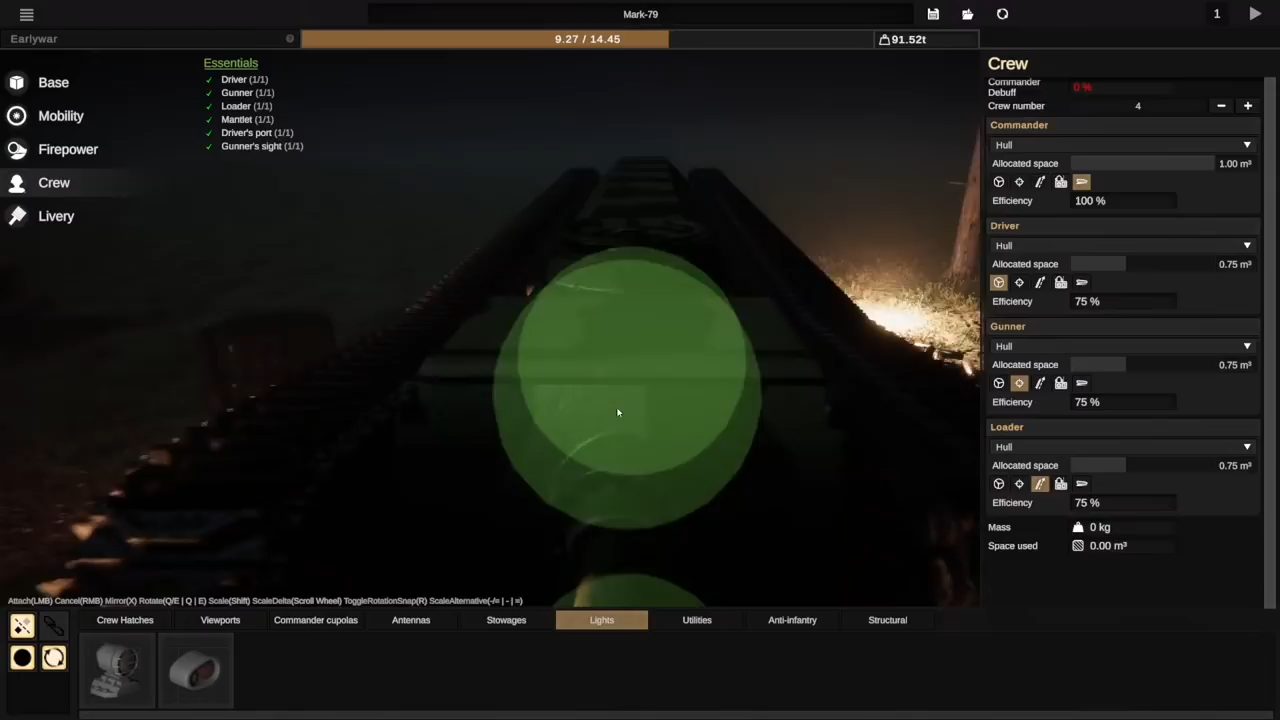 Mark-79
1
Earlywar
9.27 / 14.45
91.52t
Base
Mobility
Firepower
Crew
Livery
Essentials
Driver (1/1)
Gunner (1/1)
Loader (1/1)
Mantlet (1/1)
Driver's port (1/1)
Gunner's sight (1/1)
Crew
Commander Debuff 0 %
Crew number 4 − +
Commander
Hull
Allocated space 1.00 m³
Efficiency 100 %
Driver
Hull
Allocated space 0.75 m³
Efficiency 75 %
Gunner
Hull
Allocated space 0.75 m³
Efficiency 75 %
Loader
Hull
Allocated space 0.75 m³
Efficiency 75 %
Mass 0 kg
Space used 0.00 m³
Attach(LMB) Cancel(RMB) Mirror(X) Rotate(Q/E | Q | E) Scale(Shift) ScaleDelta(Scroll Wheel) ToggleRotationSnap(R) ScaleAlternative(-/= | - | =)
Crew Hatches
Viewports
Commander cupolas
Antennas
Stowages
Lights
Utilities
Anti-infantry
Structural